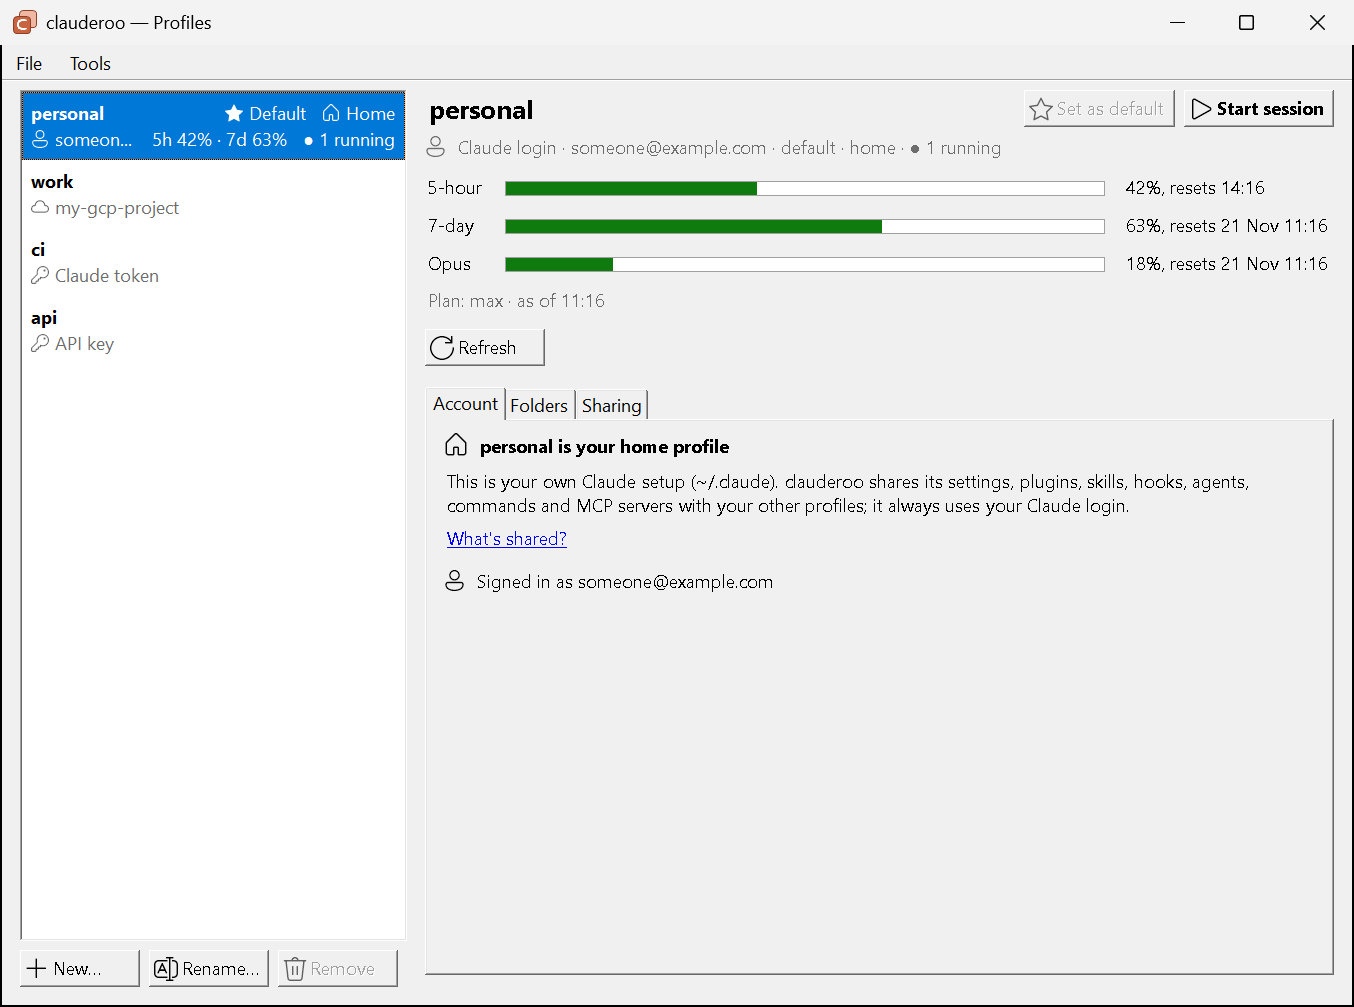 clauderoo — Profiles
File Tools
personal Default Home
someon... 5h 42% · 7d 63% ● 1 running
work
my-gcp-project
ci
Claude token
api
API key
New... Rename... Remove
personal Set as default Start session
Claude login · someone@example.com · default · home · ● 1 running
5-hour 42%, resets 14:16
7-day 63%, resets 21 Nov 11:16
Opus 18%, resets 21 Nov 11:16
Plan: max · as of 11:16
Refresh
Account Folders Sharing
personal is your home profile
This is your own Claude setup (~/.claude). clauderoo shares its settings, plugins, skills, hooks, agents,
commands and MCP servers with your other profiles; it always uses your Claude login.
What's shared?
Signed in as someone@example.com